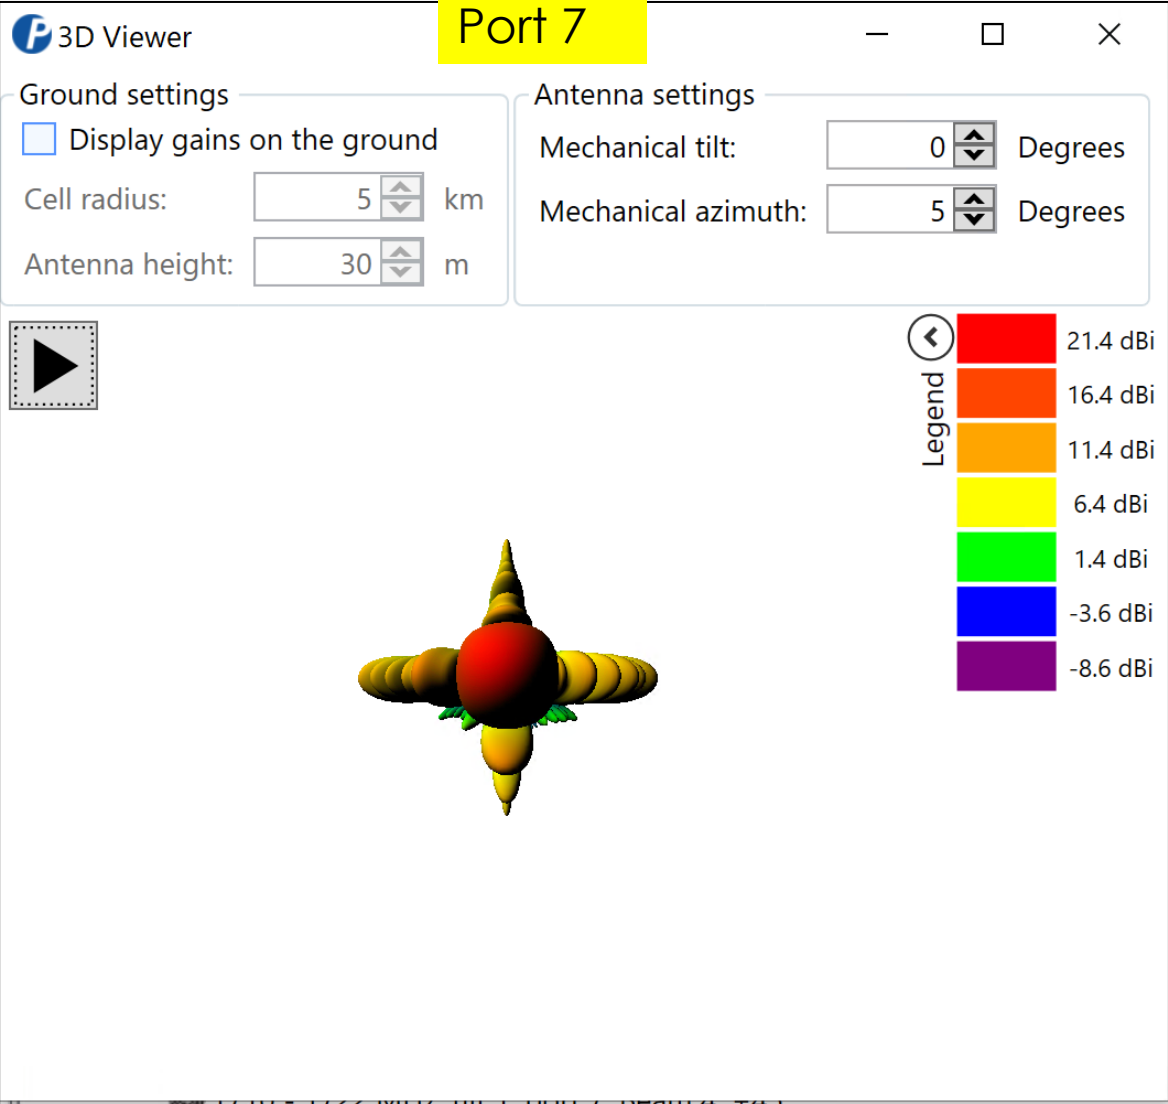 Port 7
3D Viewer
Ground settings
Display gains on the ground
Cell radius: 5 km
Antenna height: 30 m
Antenna settings
Mechanical tilt: 0 Degrees
Mechanical azimuth: 5 Degrees
Legend
21.4 dBi
16.4 dBi
11.4 dBi
6.4 dBi
1.4 dBi
-3.6 dBi
-8.6 dBi